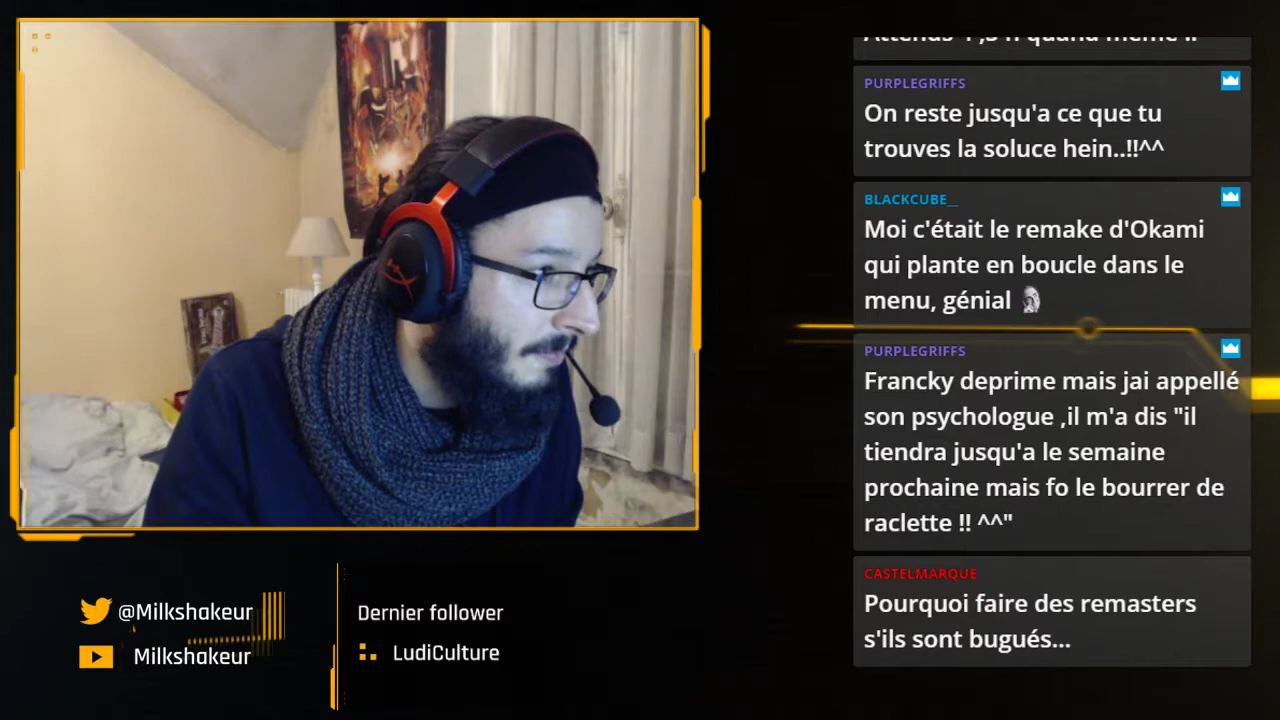 PURPLEGRIFFS
On reste jusqu'a ce que tu
trouves la soluce hein..!!^^
BLACKCUBE__
Moi c'était le remake d'Okami
qui plante en boucle dans le
menu, génial
PURPLEGRIFFS
Francky deprime mais jai appellé
son psychologue ,il m'a dis "il
tiendra jusqu'a le semaine
prochaine mais fo le bourrer de
raclette !! ^^"
CASTELMARQUE
Pourquoi faire des remasters
s'ils sont bugués...
@Milkshakeur
Milkshakeur
Dernier follower
LudiCulture